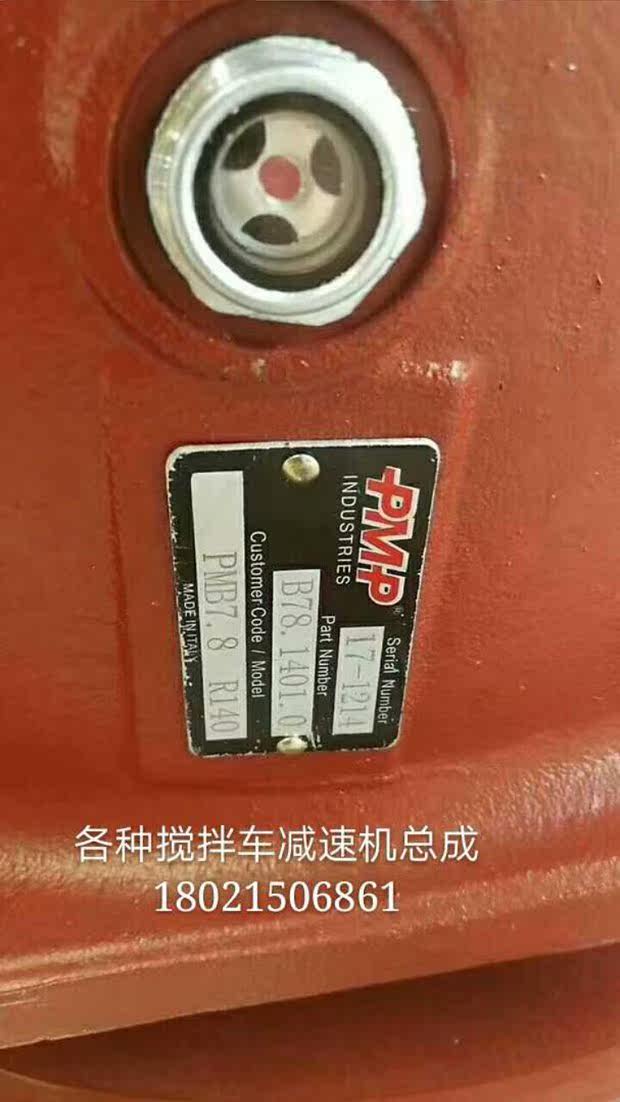 PMP®
INDUSTRIES
Serial Number
17-1214
Part Number
B78.1401.0
Customer Code / Model
PMB7.8 R140
MADE IN ITALY
各种搅拌车减速机总成
18021506861